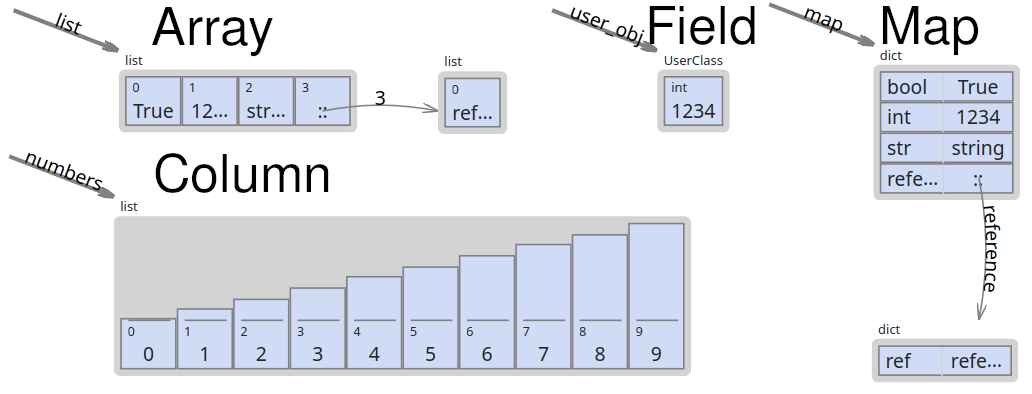 list
Array
list
0 1 2 3
True 12... str... ::
3
list
0
ref...
user_obj
Field
UserClass
int
1234
map
Map
dict
bool True
int 1234
str string
refe... ::
reference
dict
ref refe...
numbers
Column
list
0 1 2 3 4 5 6 7 8 9
0 1 2 3 4 5 6 7 8 9